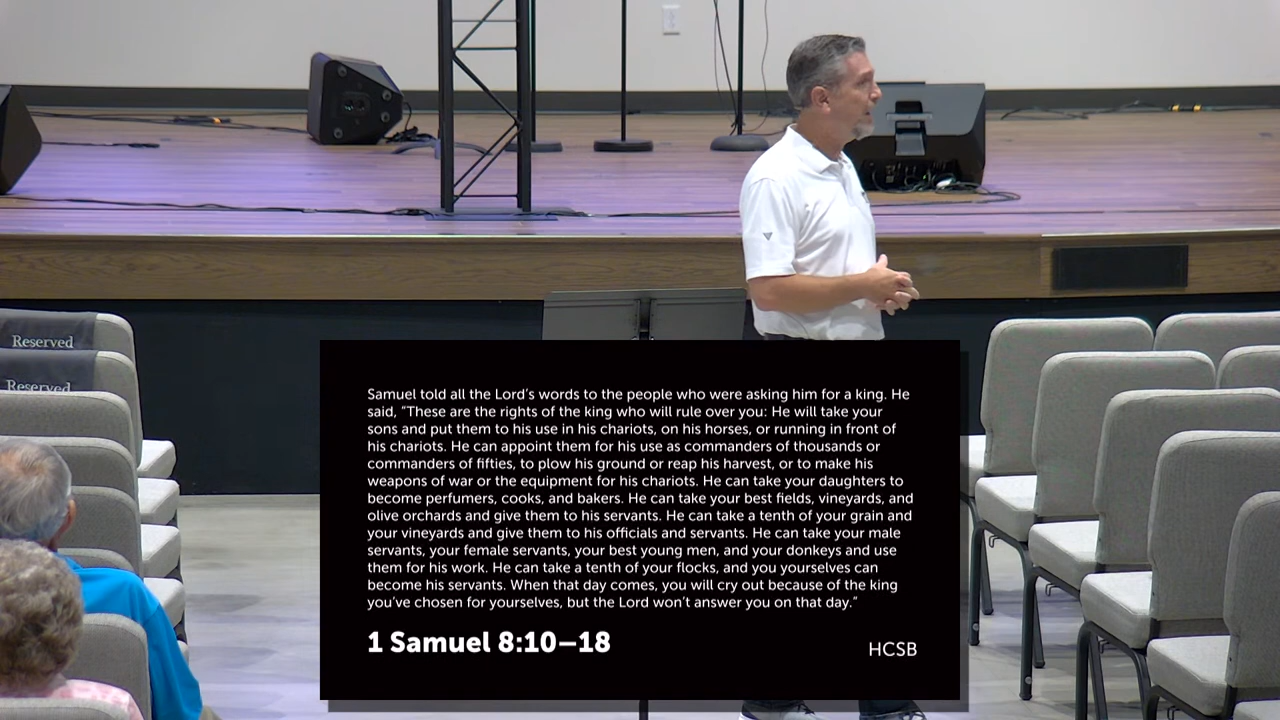 Reserved
Reserved
Samuel told all the Lord’s words to the people who were asking him for a king. He
said, “These are the rights of the king who will rule over you: He will take your
sons and put them to his use in his chariots, on his horses, or running in front of
his chariots. He can appoint them for his use as commanders of thousands or
commanders of fifties, to plow his ground or reap his harvest, or to make his
weapons of war or the equipment for his chariots. He can take your daughters to
become perfumers, cooks, and bakers. He can take your best fields, vineyards, and
olive orchards and give them to his servants. He can take a tenth of your grain and
your vineyards and give them to his officials and servants. He can take your male
servants, your female servants, your best young men, and your donkeys and use
them for his work. He can take a tenth of your flocks, and you yourselves can
become his servants. When that day comes, you will cry out because of the king
you’ve chosen for yourselves, but the Lord won’t answer you on that day.”
1 Samuel 8:10–18
HCSB